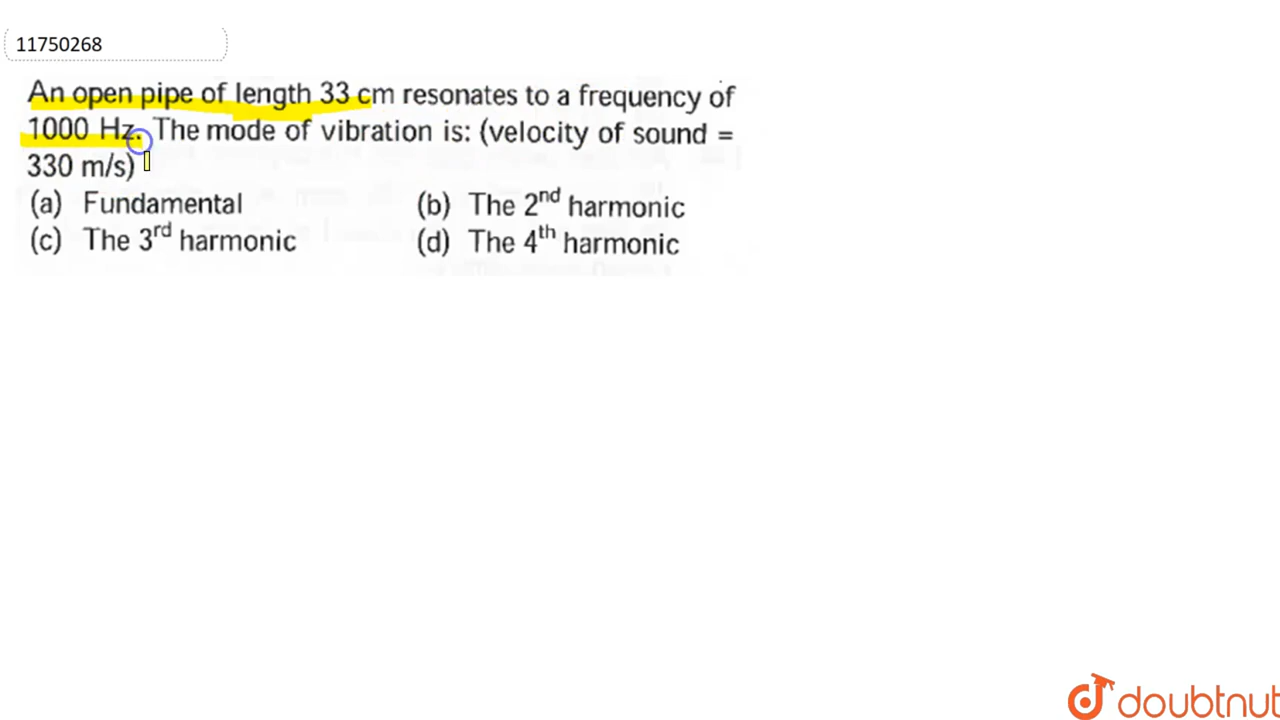 11750268
An open pipe of length 33 cm resonates to a frequency of
1000 Hz. The mode of vibration is: (velocity of sound =
330 m/s)
(a) Fundamental (b) The 2nd harmonic
(c) The 3rd harmonic (d) The 4th harmonic
doubtnut